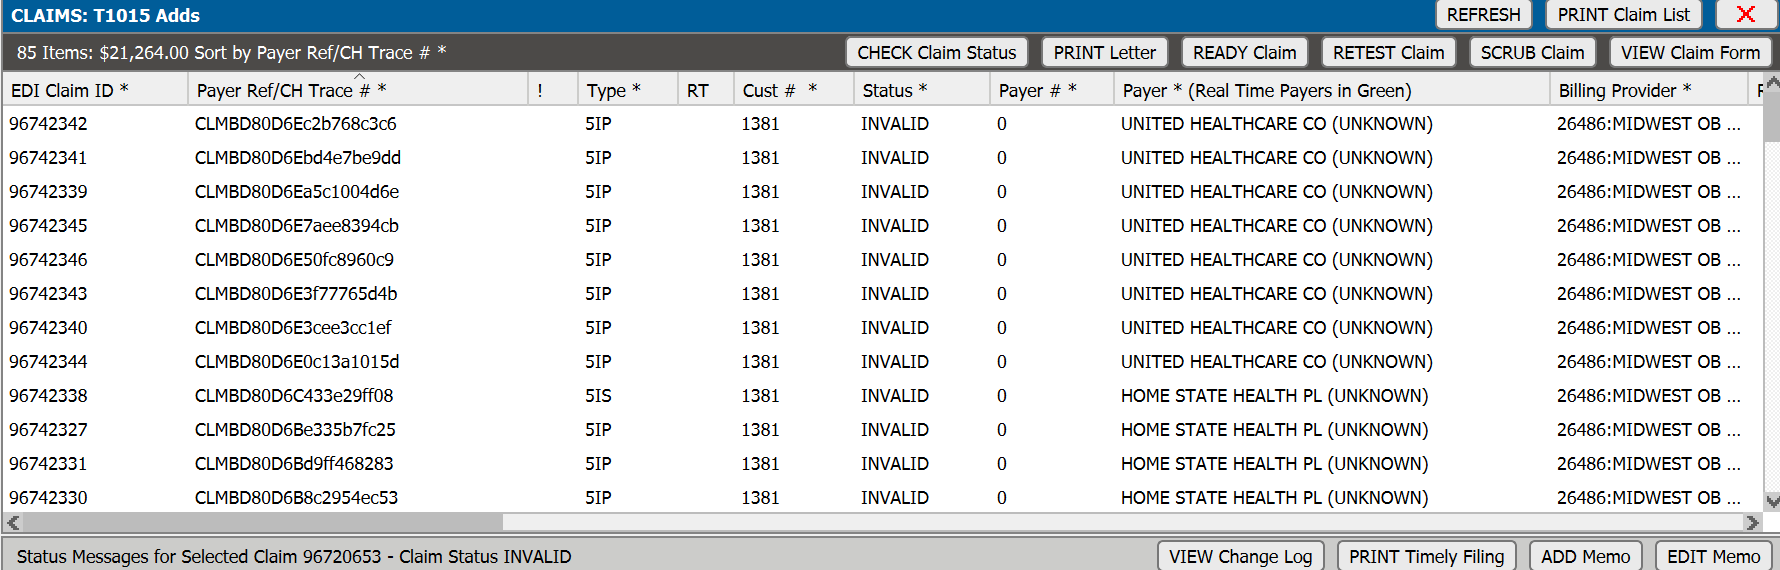 CLAIMS: T1015 Adds REFRESH PRINT Claim List X
85 Items: $21,264.00 Sort by Payer Ref/CH Trace # * CHECK Claim Status PRINT Letter READY Claim RETEST Claim SCRUB Claim VIEW Claim Form
EDI Claim ID * Payer Ref/CH Trace # * ! Type * RT Cust # * Status * Payer # * Payer * (Real Time Payers in Green) Billing Provider *
96742342 CLMBD80D6Ec2b768c3c6 5IP 1381 INVALID 0 UNITED HEALTHCARE CO (UNKNOWN) 26486:MIDWEST OB ...
96742341 CLMBD80D6Ebd4e7be9dd 5IP 1381 INVALID 0 UNITED HEALTHCARE CO (UNKNOWN) 26486:MIDWEST OB ...
96742339 CLMBD80D6Ea5c1004d6e 5IP 1381 INVALID 0 UNITED HEALTHCARE CO (UNKNOWN) 26486:MIDWEST OB ...
96742345 CLMBD80D6E7aee8394cb 5IP 1381 INVALID 0 UNITED HEALTHCARE CO (UNKNOWN) 26486:MIDWEST OB ...
96742346 CLMBD80D6E50fc8960c9 5IP 1381 INVALID 0 UNITED HEALTHCARE CO (UNKNOWN) 26486:MIDWEST OB ...
96742343 CLMBD80D6E3f77765d4b 5IP 1381 INVALID 0 UNITED HEALTHCARE CO (UNKNOWN) 26486:MIDWEST OB ...
96742340 CLMBD80D6E3cee3cc1ef 5IP 1381 INVALID 0 UNITED HEALTHCARE CO (UNKNOWN) 26486:MIDWEST OB ...
96742344 CLMBD80D6E0c13a1015d 5IP 1381 INVALID 0 UNITED HEALTHCARE CO (UNKNOWN) 26486:MIDWEST OB ...
96742338 CLMBD80D6C433e29ff08 5IS 1381 INVALID 0 HOME STATE HEALTH PL (UNKNOWN) 26486:MIDWEST OB ...
96742327 CLMBD80D6Be335b7fc25 5IP 1381 INVALID 0 HOME STATE HEALTH PL (UNKNOWN) 26486:MIDWEST OB ...
96742331 CLMBD80D6Bd9ff468283 5IP 1381 INVALID 0 HOME STATE HEALTH PL (UNKNOWN) 26486:MIDWEST OB ...
96742330 CLMBD80D6B8c2954ec53 5IP 1381 INVALID 0 HOME STATE HEALTH PL (UNKNOWN) 26486:MIDWEST OB ...
Status Messages for Selected Claim 96720653 - Claim Status INVALID VIEW Change Log PRINT Timely Filing ADD Memo EDIT Memo